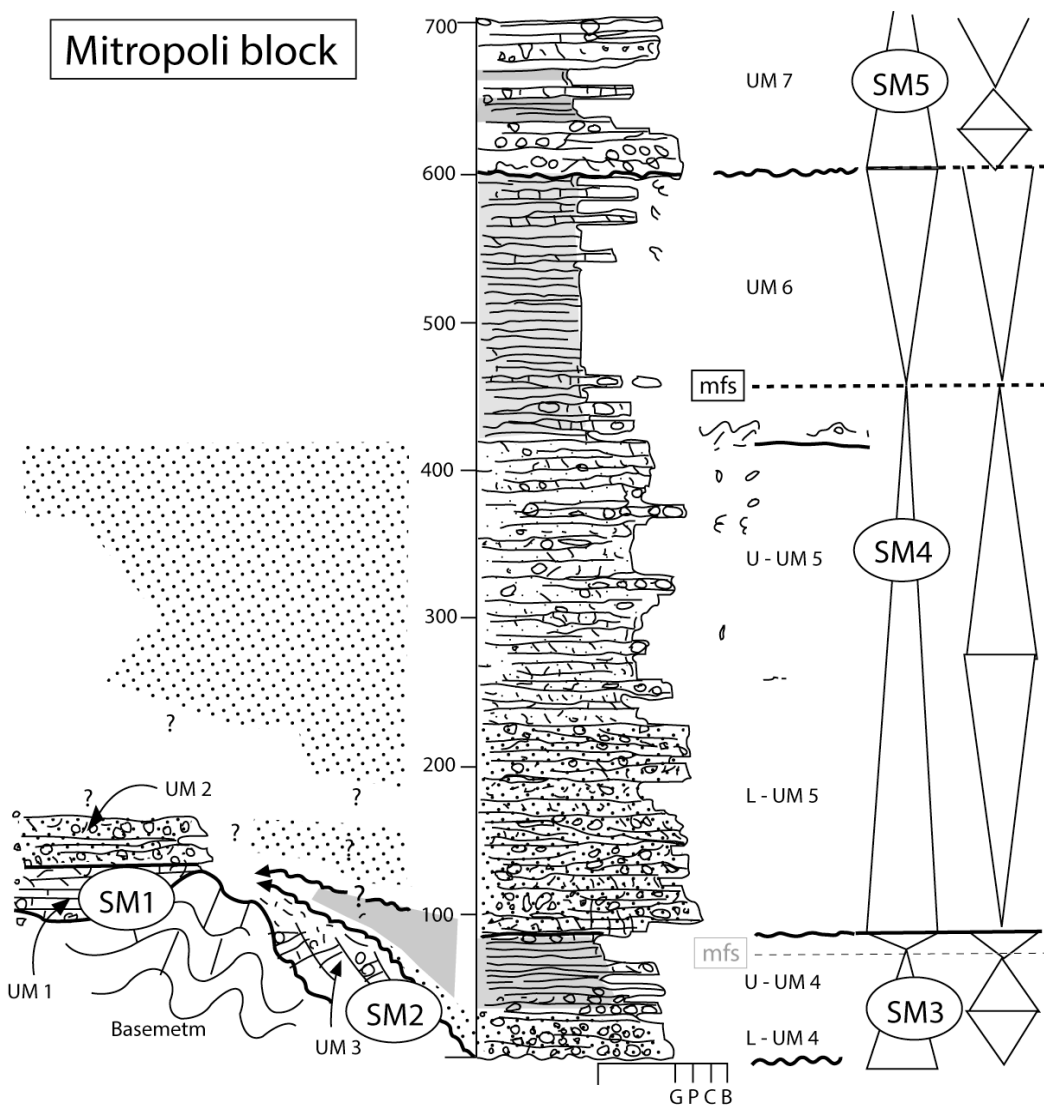 Mitropoli block
700
UM 7
SM5
600
UM 6
500
mfs
400
U - UM 5
SM4
300
?
200
UM 2
?
?
L - UM 5
?
?
SM1
?
100
mfs
UM 1
U - UM 4
SM2
SM3
Basemetm
UM 3
L - UM 4
G P C B